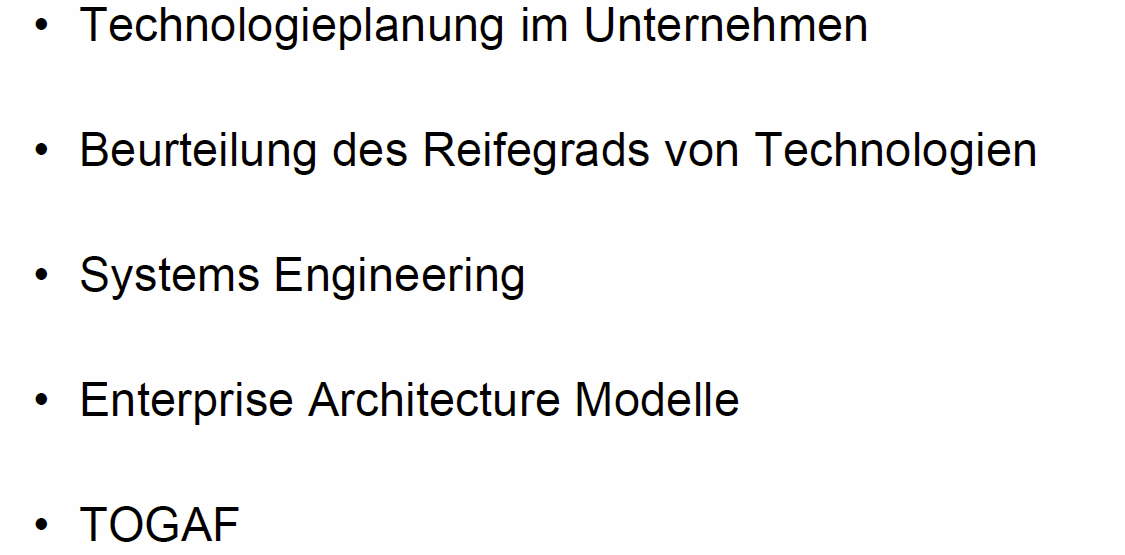 • Technologieplanung im Unternehmen
• Beurteilung des Reifegrads von Technologien
• Systems Engineering
• Enterprise Architecture Modelle
• TOGAF